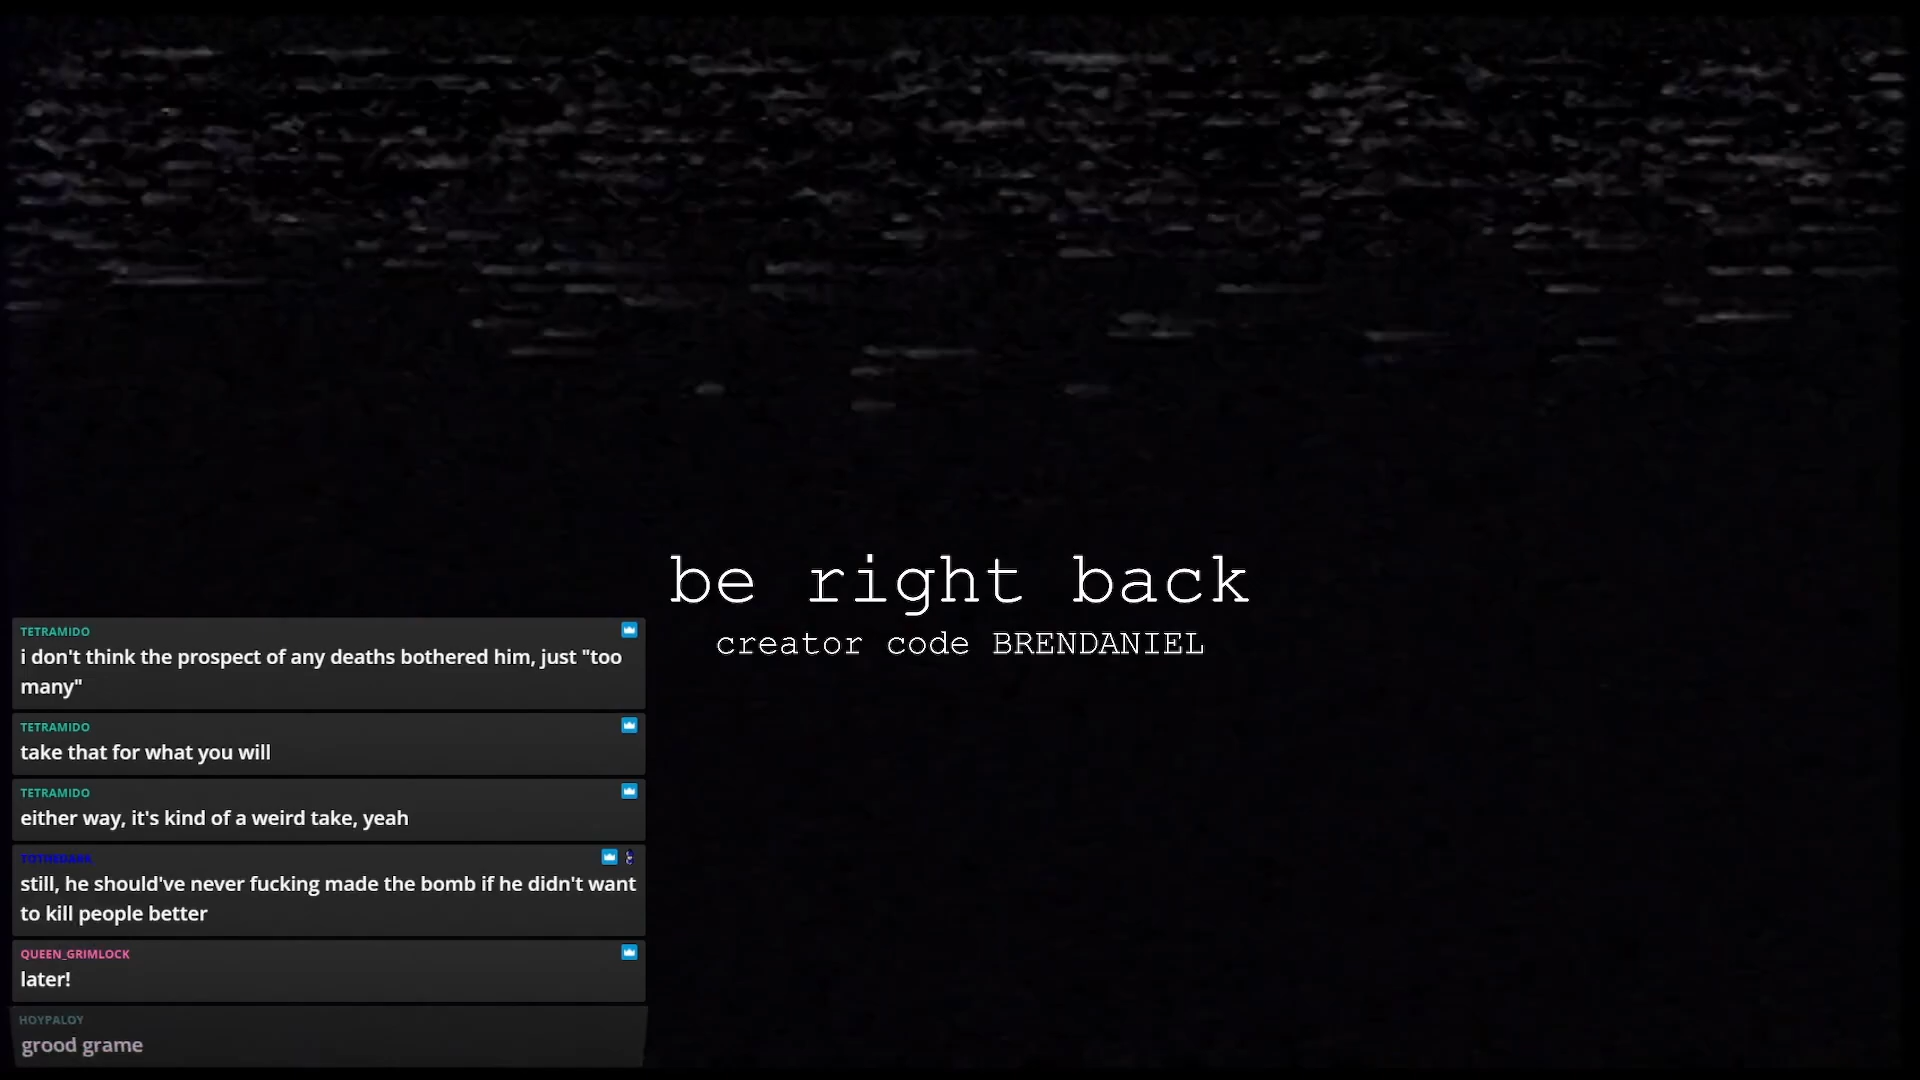 be right back
creator code BRENDANIEL
TETRAMIDO
i don't think the prospect of any deaths bothered him, just "too
many"
TETRAMIDO
take that for what you will
TETRAMIDO
either way, it's kind of a weird take, yeah
TOTHEDARK
still, he should've never fucking made the bomb if he didn't want
to kill people better
QUEEN_GRIMLOCK
later!
HOYPALOY
grood grame